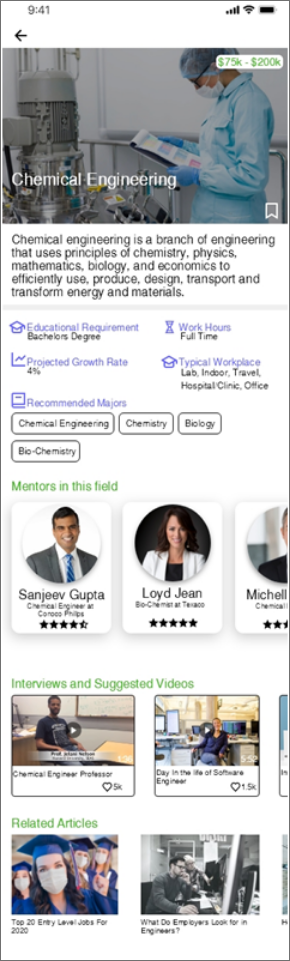 9:41
$75k - $200k
Chemical Engineering
Chemical engineering is a branch of engineering
that uses principles of chemistry, physics,
mathematics, biology, and economics to
efficiently use, produce, design, transport and
transform energy and materials.
Educational Requirement
Bachelors Degree
Work Hours
Full Time
Projected Growth Rate
4%
Typical Workplace
Lab, Indoor, Travel,
Hospital/Clinic, Office
Recommended Majors
Chemical Engineering
Chemistry
Biology
Bio-Chemistry
Mentors in this field
Sanjeev Gupta
Chemical Engineer at
Conoco Philips
Loyd Jean
Bio-Chemist at Texaco
Michell
Chemical
Interviews and Suggested Videos
Chemical Engineer Professor
5k
5:52
Day In the life of Software
Engineer
1.5k
In
Related Articles
Top 20 Entry Level Jobs For
2020
What Do Employers Look for in
Engineers?